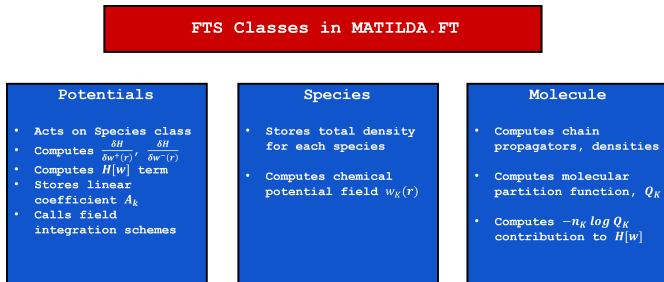 FTS Classes in MATILDA.FT
Potentials
• Acts on Species class
• Computes δH/δw⁺(r), δH/δw⁻(r)
• Computes H[w] term
• Stores linear
coefficient A_k
• Calls field
integration schemes
Species
• Stores total density
for each species
• Computes chemical
potential field w_K(r)
Molecule
• Computes chain
propagators, densities
• Computes molecular
partition function, Q_K
• Computes −n_K log Q_K
contribution to H[w]